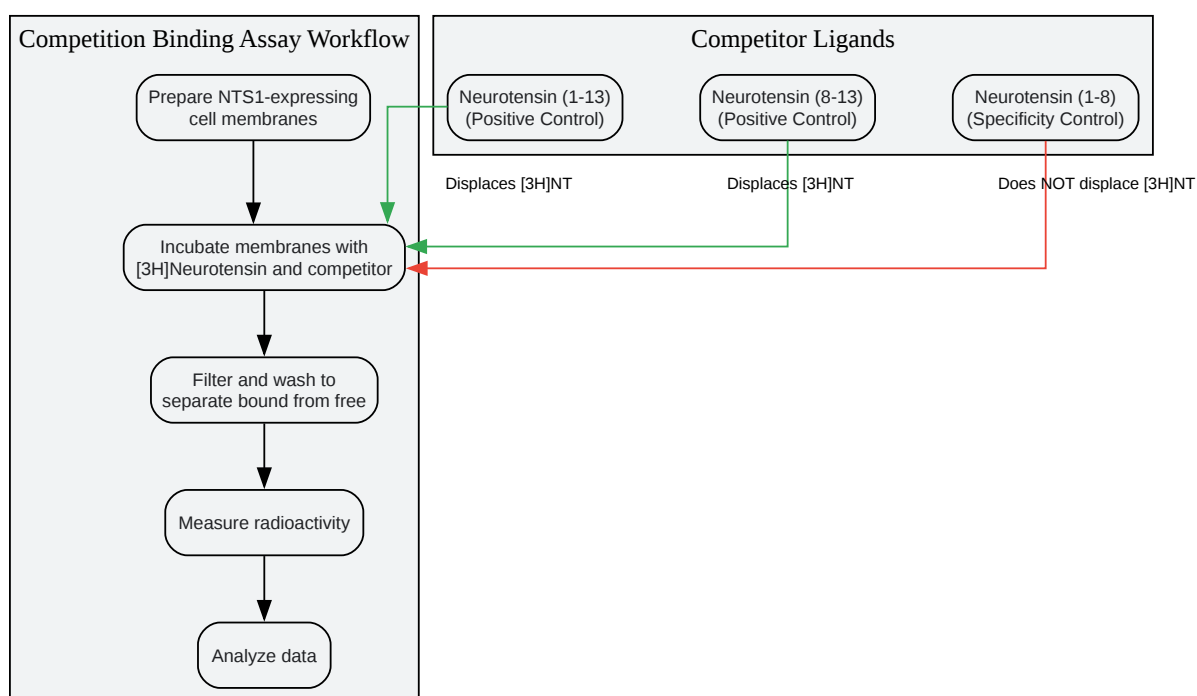 Competition Binding Assay Workflow
Prepare NTS1-expressing
cell membranes
Incubate membranes with
[3H]Neurotensin and competitor
Filter and wash to
separate bound from free
Measure radioactivity
Analyze data
Competitor Ligands
Neurotensin (1-13)
(Positive Control)
Neurotensin (8-13)
(Positive Control)
Neurotensin (1-8)
(Specificity Control)
Displaces [3H]NT
Displaces [3H]NT
Does NOT displace [3H]NT